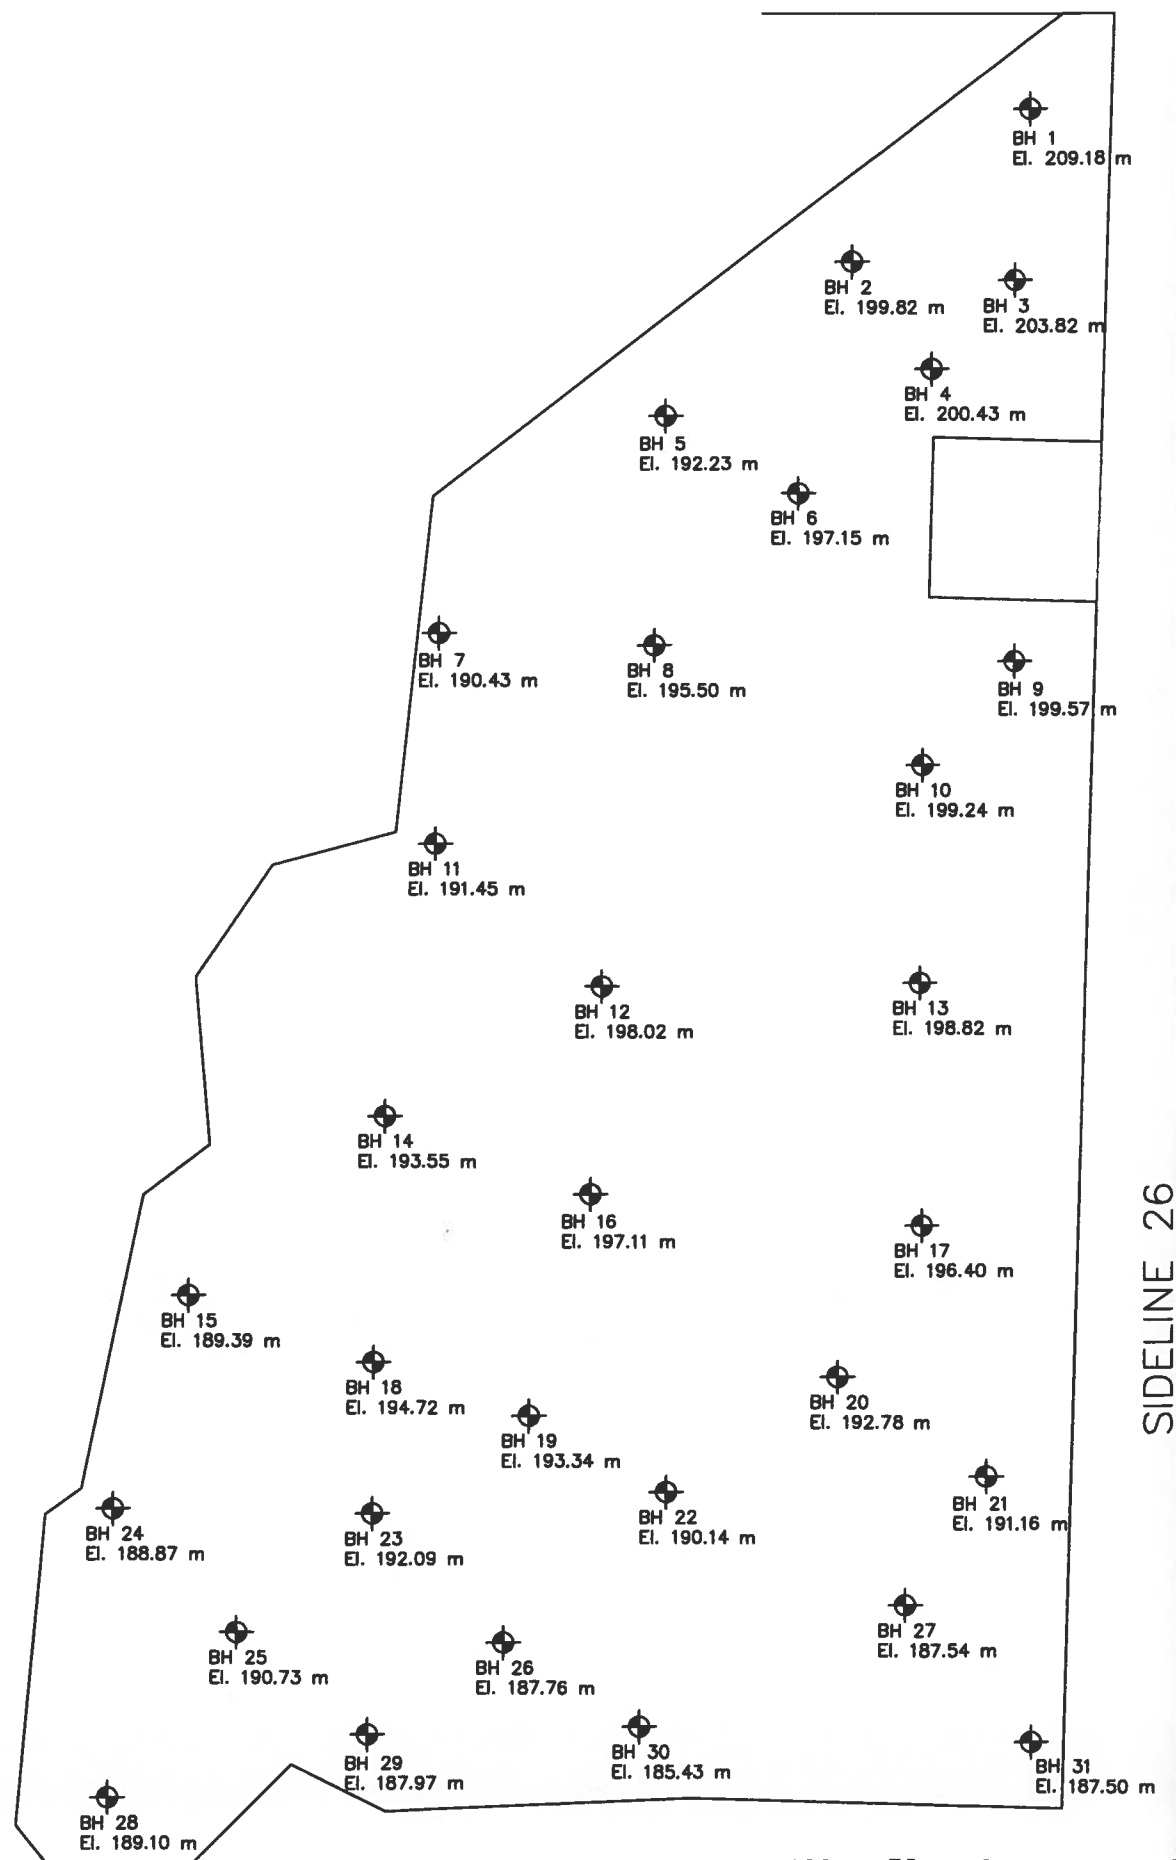 BH 1
El. 209.18 m
BH 2
El. 199.82 m
BH 3
El. 203.82 m
BH 4
El. 200.43 m
BH 5
El. 192.23 m
BH 6
El. 197.15 m
BH 7
El. 190.43 m
BH 8
El. 195.50 m
BH 9
El. 199.57 m
BH 10
El. 199.24 m
BH 11
El. 191.45 m
BH 12
El. 198.02 m
BH 13
El. 198.82 m
BH 14
El. 193.55 m
BH 16
El. 197.11 m
BH 17
El. 196.40 m
SIDELINE 26
BH 15
El. 189.39 m
BH 18
El. 194.72 m
BH 20
El. 192.78 m
BH 19
El. 193.34 m
BH 21
El. 191.16 m
BH 22
El. 190.14 m
BH 24
El. 188.87 m
BH 23
El. 192.09 m
BH 27
El. 187.54 m
BH 25
El. 190.73 m
BH 26
El. 187.76 m
BH 29
El. 187.97 m
BH 30
El. 185.43 m
BH 31
El. 187.50 m
BH 28
El. 189.10 m